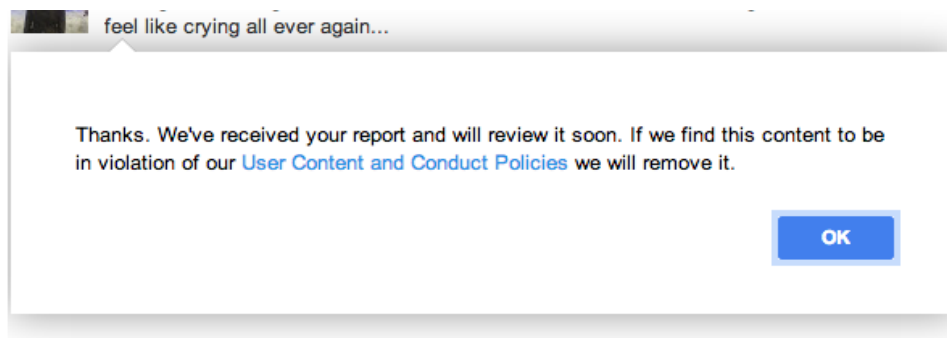 feel like crying all ever again...
Thanks. We've received your report and will review it soon. If we find this content to be
in violation of our User Content and Conduct Policies we will remove it.
OK